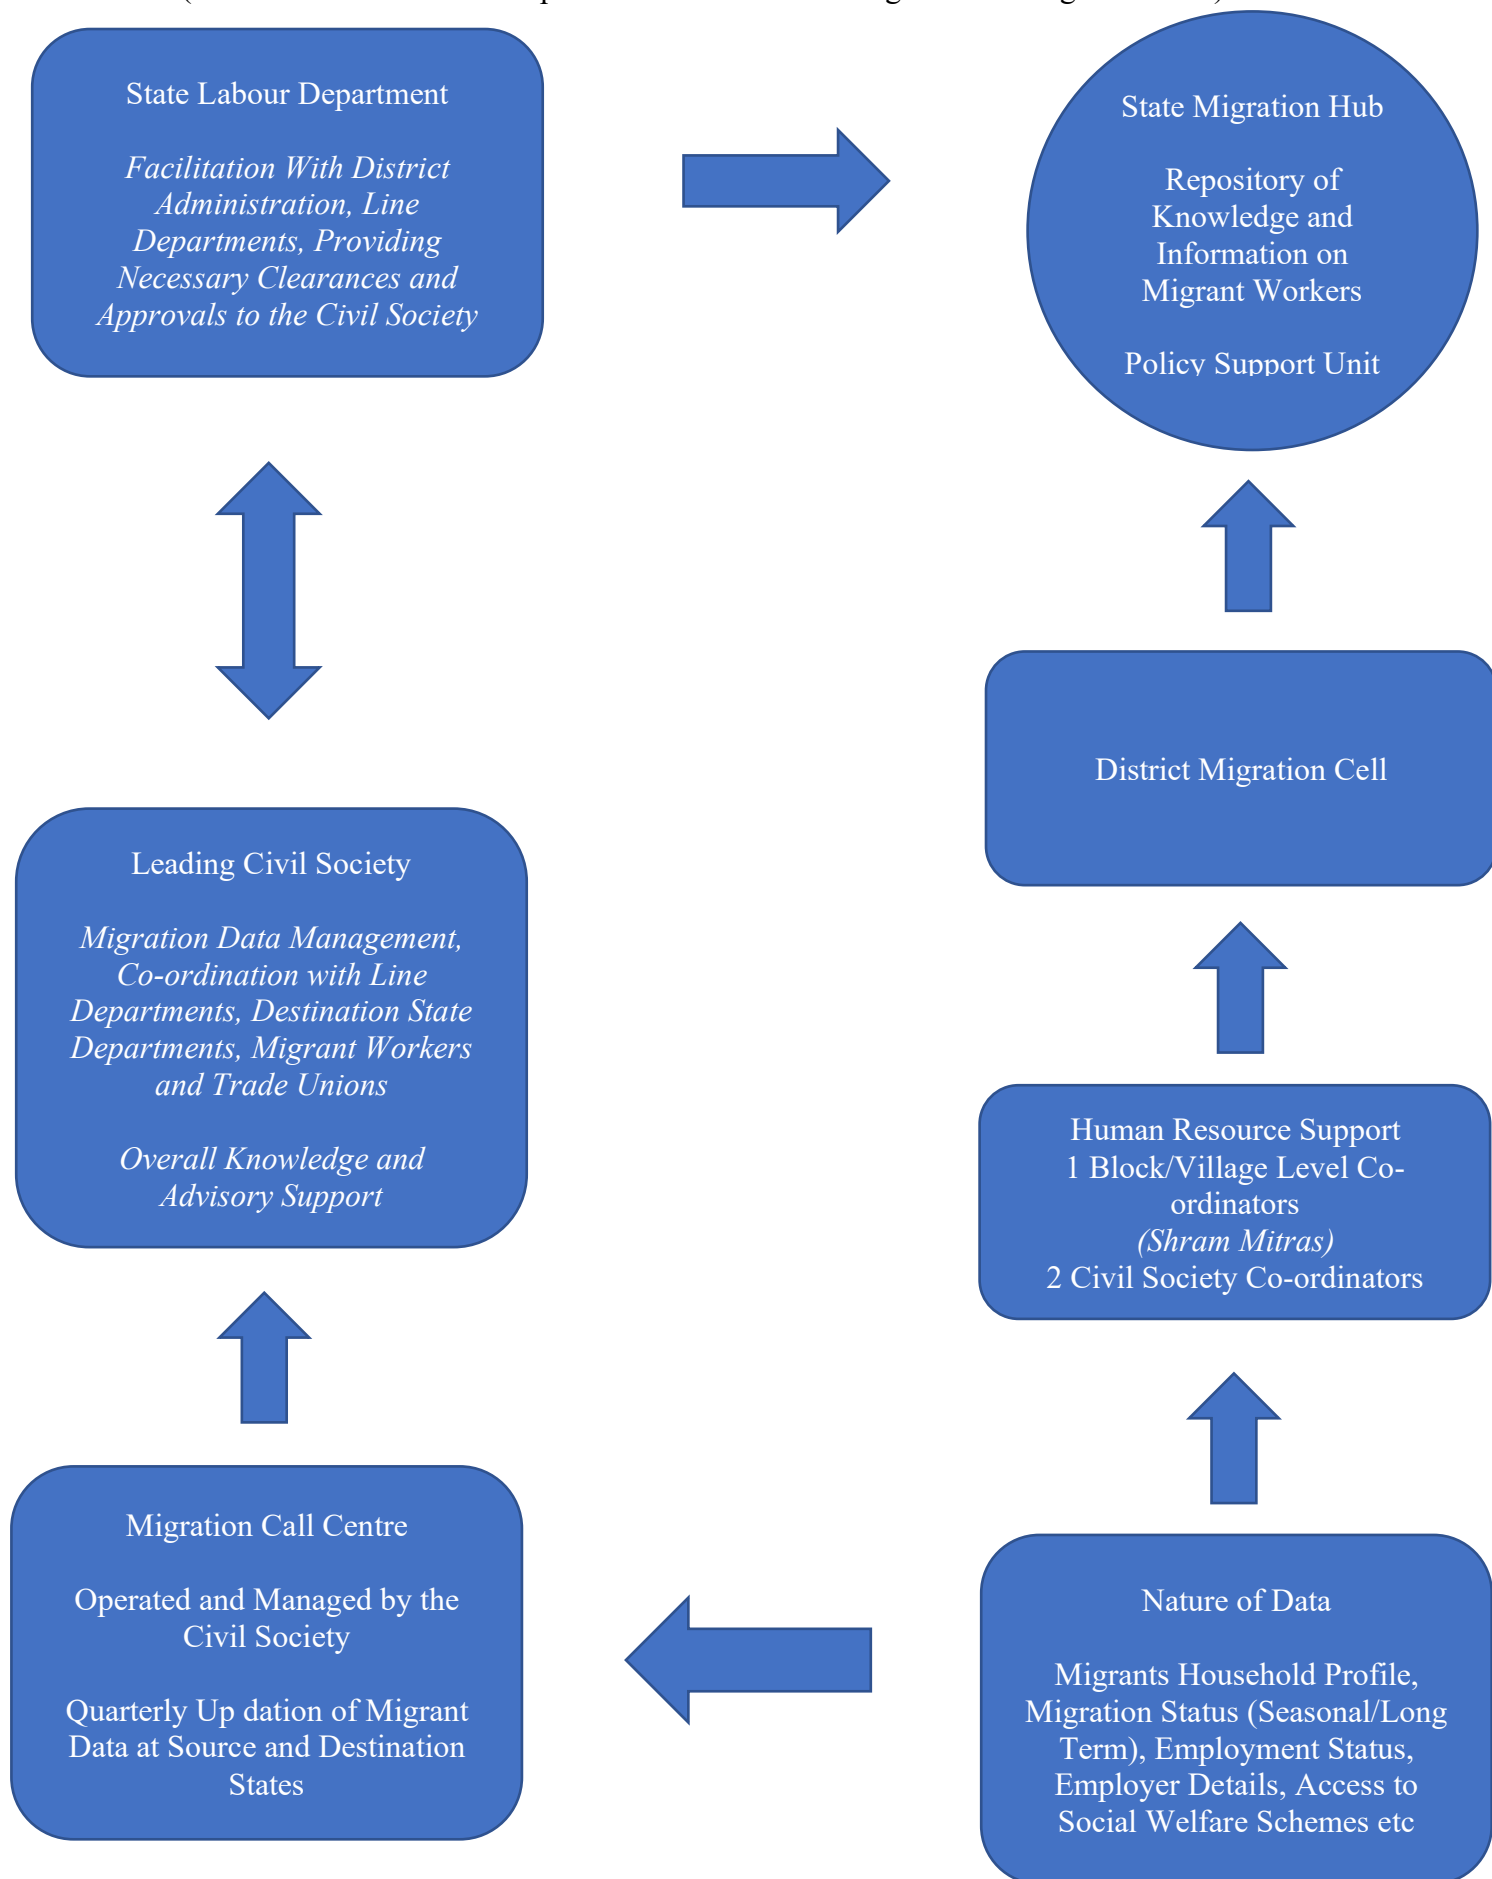 State Labour Department
Facilitation With District
Administration, Line
Departments, Providing
Necessary Clearances and
Approvals to the Civil Society
State Migration Hub
Repository of
Knowledge and
Information on
Migrant Workers
Policy Support Unit
District Migration Cell
Leading Civil Society
Migration Data Management,
Co-ordination with Line
Departments, Destination State
Departments, Migrant Workers
and Trade Unions
Overall Knowledge and
Advisory Support
Human Resource Support
1 Block/Village Level Co-
ordinators
(Shram Mitras)
2 Civil Society Co-ordinators
Migration Call Centre
Operated and Managed by the
Civil Society
Quarterly Up dation of Migrant
Data at Source and Destination
States
Nature of Data
Migrants Household Profile,
Migration Status (Seasonal/Long
Term), Employment Status,
Employer Details, Access to
Social Welfare Schemes etc